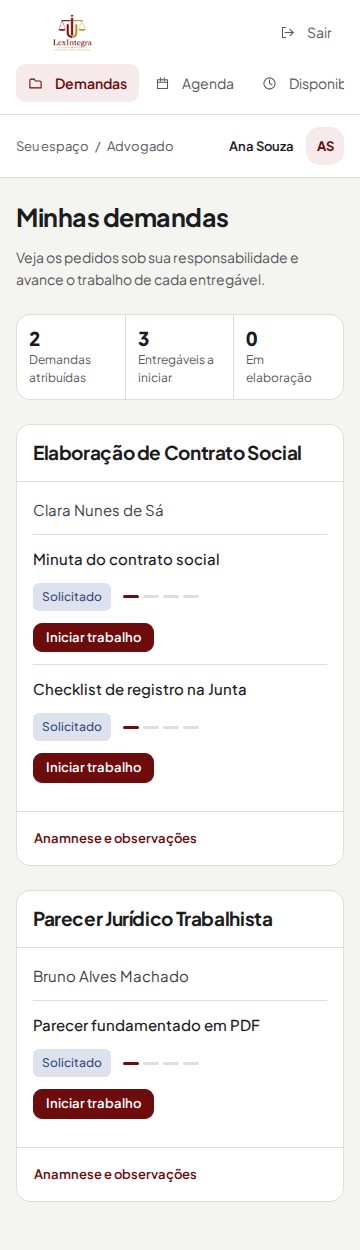 LexIntegra
Sair
Demandas
Agenda
Disponib
Seu espaço / Advogado
Ana Souza
AS
Minhas demandas
Veja os pedidos sob sua responsabilidade e
avance o trabalho de cada entregável.
2
Demandas
atribuídas
3
Entregáveis a
iniciar
0
Em
elaboração
Elaboração de Contrato Social
Clara Nunes de Sá
Minuta do contrato social
Solicitado
Iniciar trabalho
Checklist de registro na Junta
Solicitado
Iniciar trabalho
Anamnese e observações
Parecer Jurídico Trabalhista
Bruno Alves Machado
Parecer fundamentado em PDF
Solicitado
Iniciar trabalho
Anamnese e observações